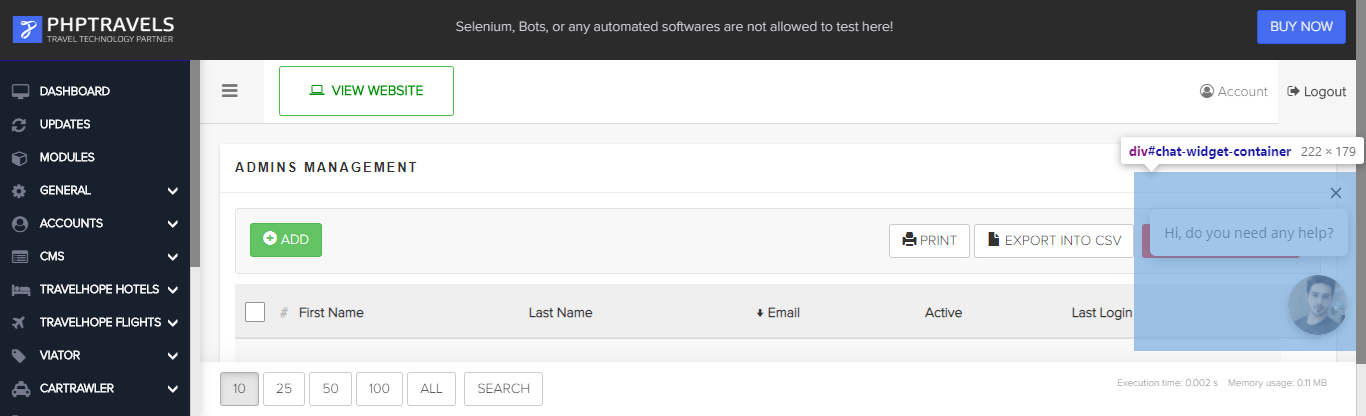 PHPTRAVELS
TRAVEL TECHNOLOGY PARTNER
Selenium, Bots, or any automated softwares are not allowed to test here!
BUY NOW
DASHBOARD
UPDATES
MODULES
GENERAL
ACCOUNTS
CMS
TRAVELHOPE HOTELS
TRAVELHOPE FLIGHTS
VIATOR
CARTRAWLER
VIEW WEBSITE
Account
Logout
div#chat-widget-container 222 × 179
ADMINS MANAGEMENT
ADD
PRINT
EXPORT INTO CSV
Hi, do you need any help?
# First Name Last Name Email Active Last Login
10 25 50 100 ALL SEARCH
Execution time: 0.002 s Memory usage: 0.11 MB